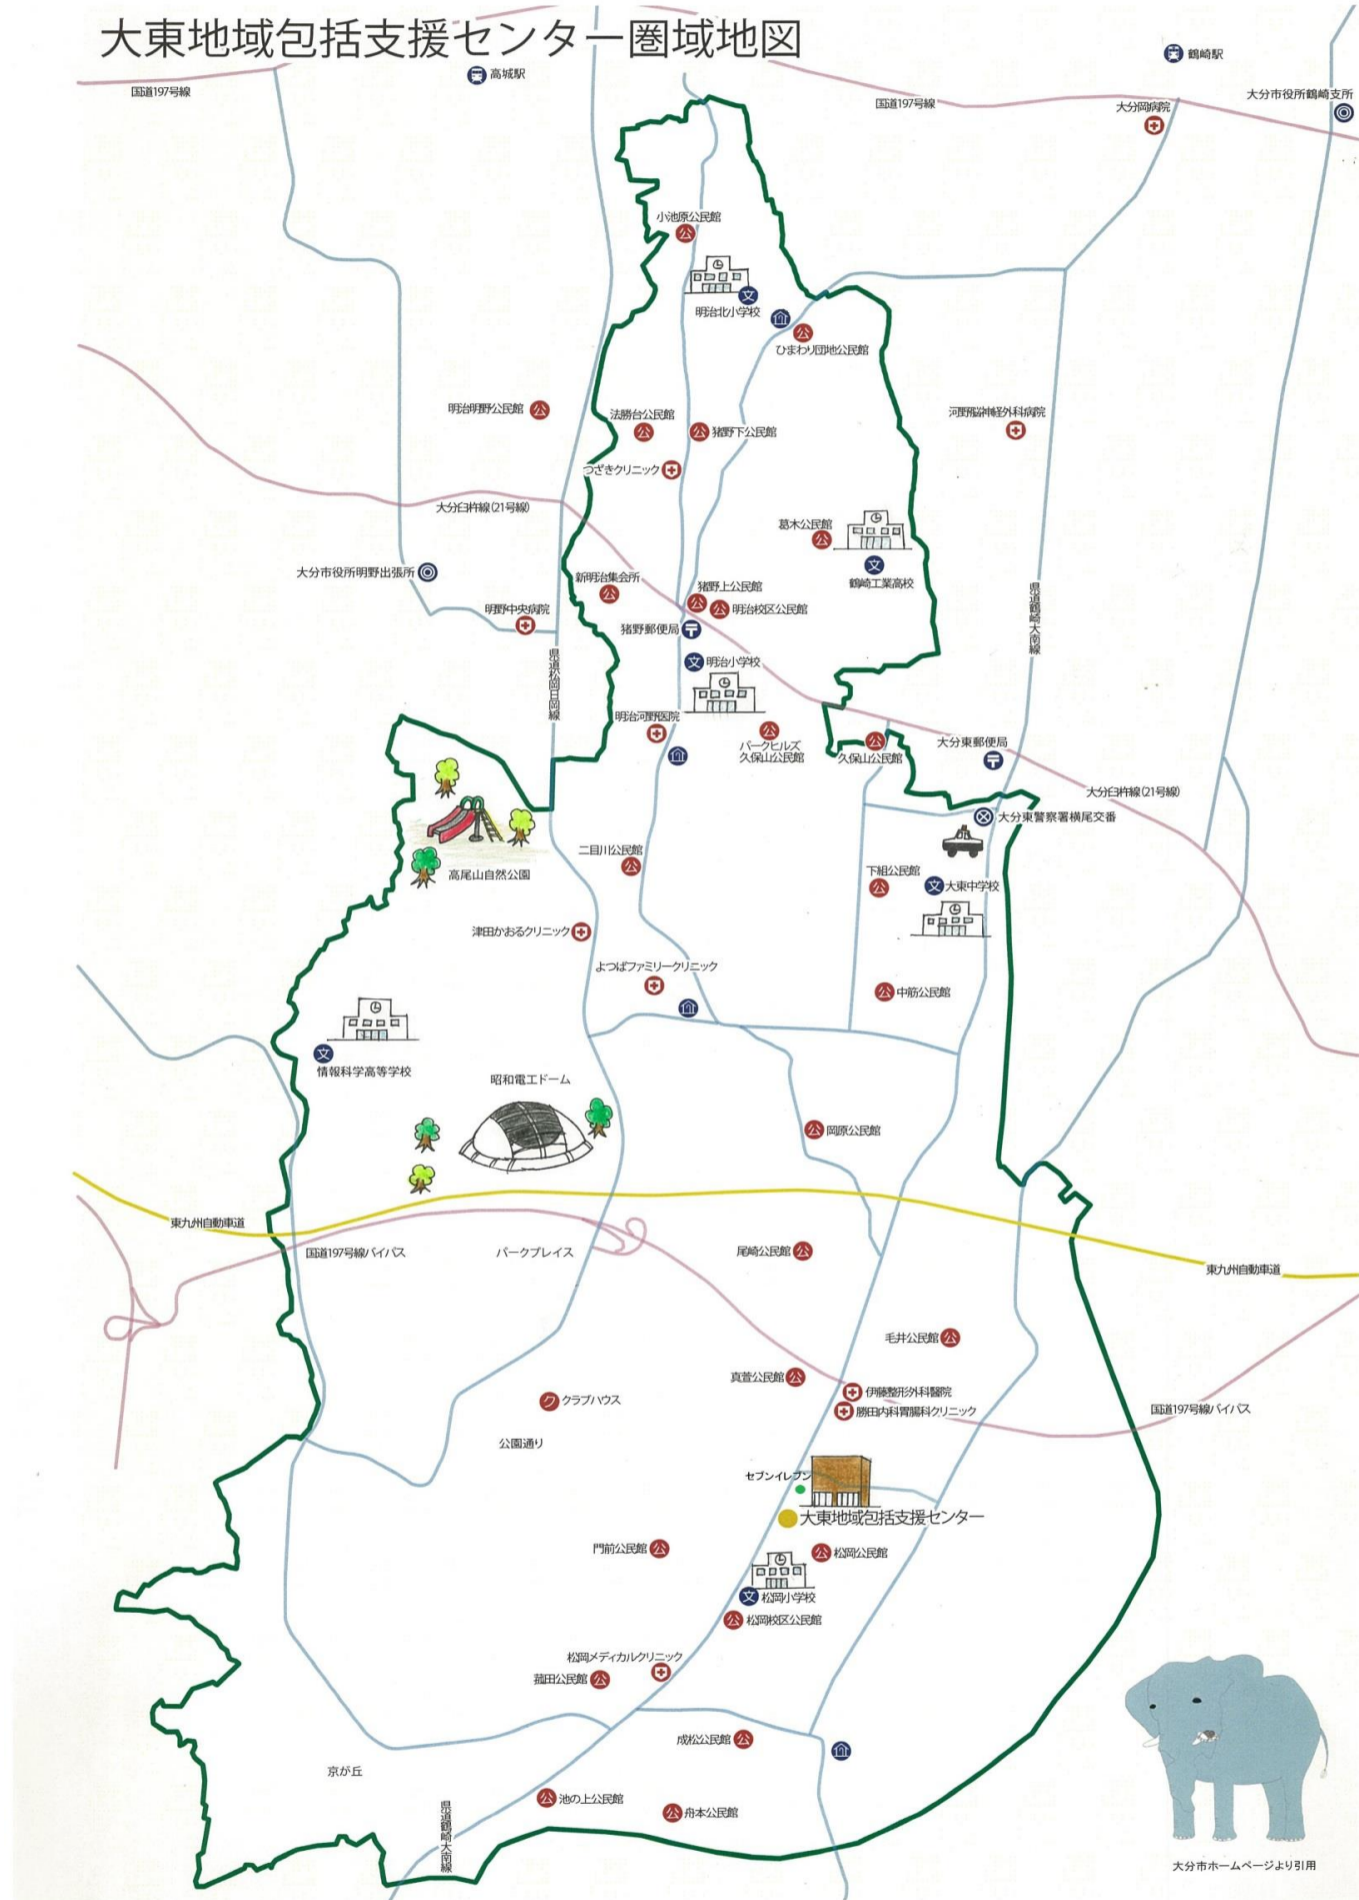 大東地域包括支援センター圏域地図
鶴崎駅
高城駅
国道197号線
大分市役所鶴崎支所
国道197号線
大分岡病院
小池原公民館
明治北小学校
ひまわり団地公民館
明治明野公民館
法勝台公民館
猪野下公民館
河野脳神経外科病院
つざきクリニック
大分臼杵線(21号線)
葛木公民館
鶴崎工業高校
大分市役所明野出張所
新明治集会所
猪野上公民館
明治校区公民館
明野中央病院
猪野郵便局
県道鶴崎大南線
明治小学校
県道松岡日岡線
明治河野医院
パークヒルズ
久保山公民館
久保山公民館
大分東郵便局
大分臼杵線(21号線)
大分東警察署横尾交番
二目川公民館
高尾山自然公園
下組公民館
大東中学校
津田かおるクリニック
よつばファミリークリニック
中筋公民館
情報科学高等学校
昭和電工ドーム
岡原公民館
東九州自動車道
国道197号線バイパス
パークプレイス
尾崎公民館
東九州自動車道
毛井公民館
真萱公民館
伊藤整形外科醫院
勝田内科胃腸科クリニック
国道197号線バイパス
クラブハウス
公園通り
セブンイレブン
大東地域包括支援センター
門前公民館
松岡公民館
松岡小学校
松岡校区公民館
松岡メディカルクリニック
菰田公民館
成松公民館
京が丘
池の上公民館
舟本公民館
県道鶴崎大南線
大分市ホームページより引用